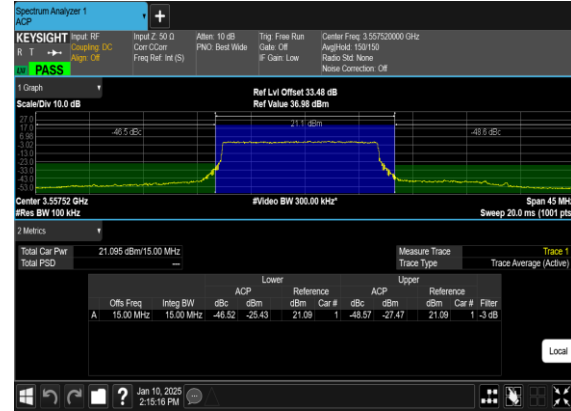 Spectrum Analyzer 1
ACP
KEYSIGHT Input: RF Input Z: 50 Ω Atten: 10 dB Trig: Free Run Center Freq: 3.557520000 GHz
R T Coupling: DC Corr CCorr PNO: Best Wide Gate: Off Avg|Hold: 150/150
Align: Off Freq Ref: Int (S) IF Gain: Low Radio Std: None
LNI PASS Noise Correction: Off
1 Graph Ref Lvl Offset 33.48 dB
Scale/Div 10.0 dB Ref Value 36.98 dBm
27.0
17.0 -46.5 dBc 21.1 dBm -48.6 dBc
6.98
-3.02
-13.0
-23.0
-33.0
-43.0
-53.0
Center 3.55752 GHz #Video BW 300.00 kHz* Span 45 MHz
#Res BW 100 kHz Sweep 20.0 ms (1001 pts
2 Metrics
Total Car Pwr 21.095 dBm/15.00 MHz Measure Trace Trace 1
Total PSD --- Trace Type Trace Average (Active)
Lower Upper
ACP Reference ACP Reference
Offs Freq Integ BW dBc dBm dBm Car # dBc dBm dBm Car # Filter
A 15.00 MHz 15.00 MHz -46.52 -25.43 21.09 1 -48.57 -27.47 21.09 1 -3 dB
Local
? Jan 10, 2025
2:15:16 PM